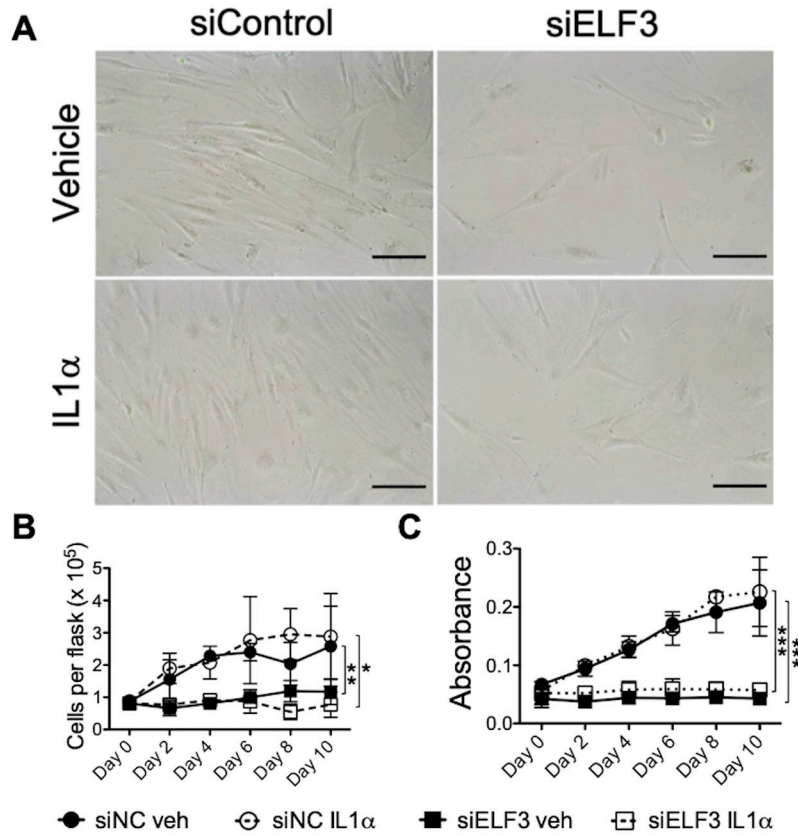 A
siControl
siELF3
Vehicle
IL1α
B
Cells per flask (x 10⁵)
5
4
3
2
1
0
Day 0
Day 2
Day 4
Day 6
Day 8
Day 10
**
*
C
Absorbance
0.3
0.2
0.1
0.0
Day 0
Day 2
Day 4
Day 6
Day 8
Day 10
***
***
siNC veh
siNC IL1α
siELF3 veh
siELF3 IL1α